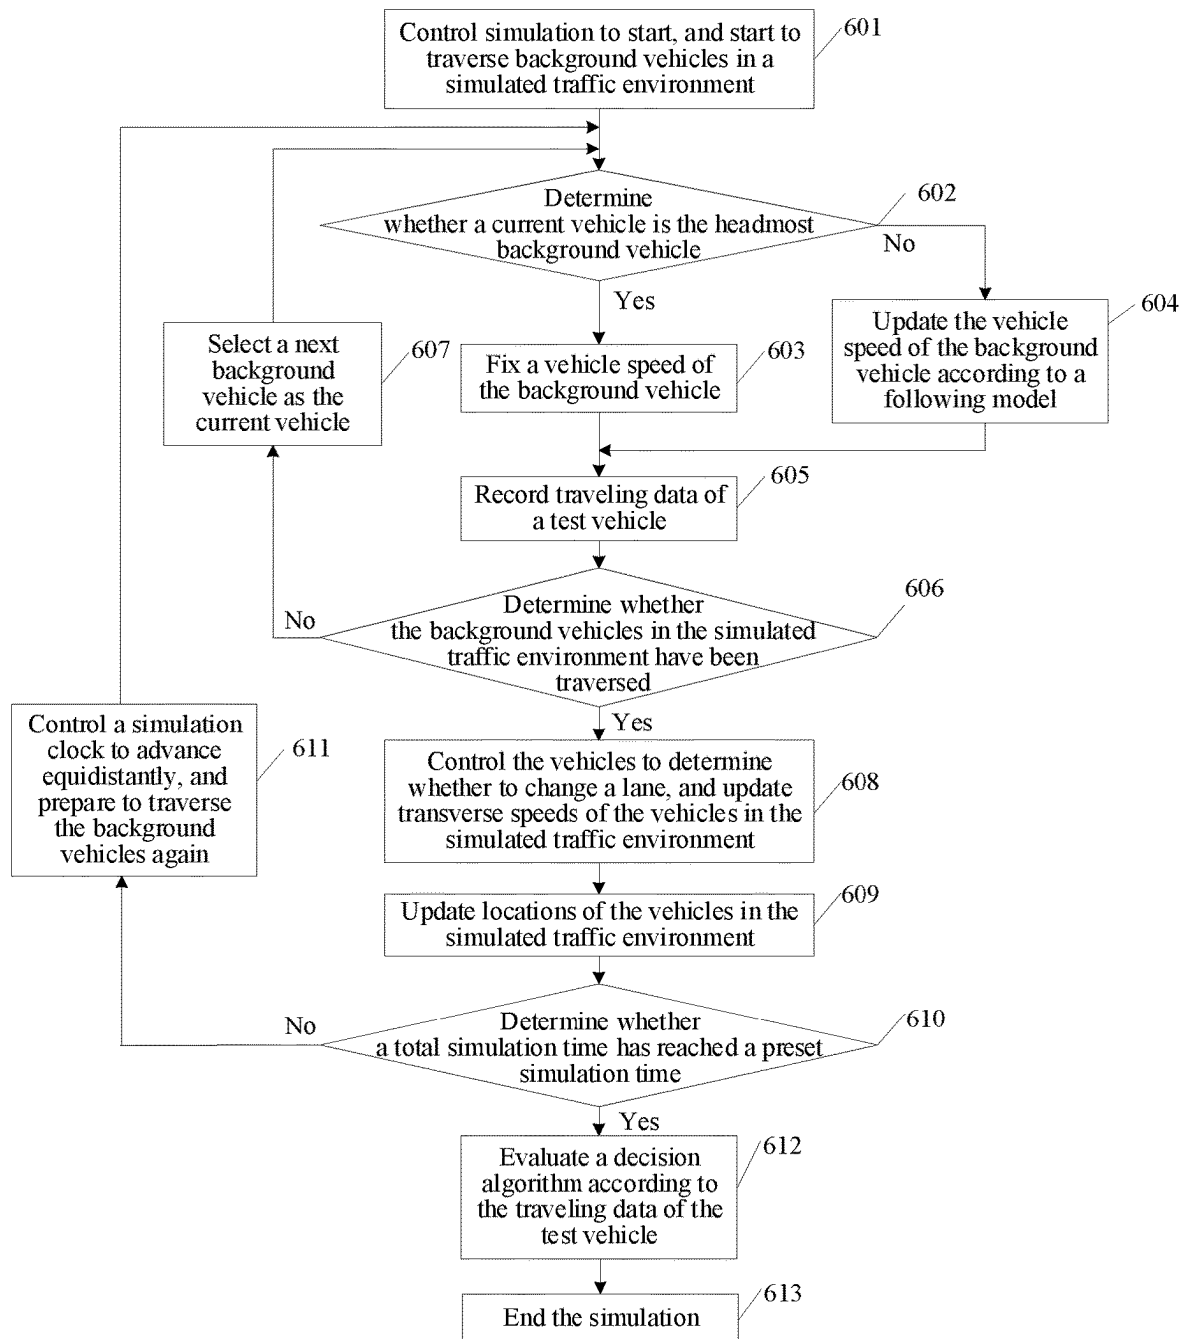 Control simulation to start, and start to
traverse background vehicles in a
simulated traffic environment
601
Determine
whether a current vehicle is the headmost
background vehicle
602
No
Yes
Update the vehicle
speed of the background
vehicle according to a
following model
604
Select a next
background
vehicle as the
current vehicle
607
Fix a vehicle speed of
the background vehicle
603
Record traveling data of
a test vehicle
605
Determine whether
the background vehicles in the simulated
traffic environment have been
traversed
606
No
Yes
Control a simulation
clock to advance
equidistantly, and
prepare to traverse
the background
vehicles again
611
Control the vehicles to determine
whether to change a lane, and update
transverse speeds of the vehicles in the
simulated traffic environment
608
Update locations of the vehicles in the
simulated traffic environment
609
Determine whether
a total simulation time has reached a preset
simulation time
610
No
Yes
Evaluate a decision
algorithm according to
the traveling data of the
test vehicle
612
End the simulation
613